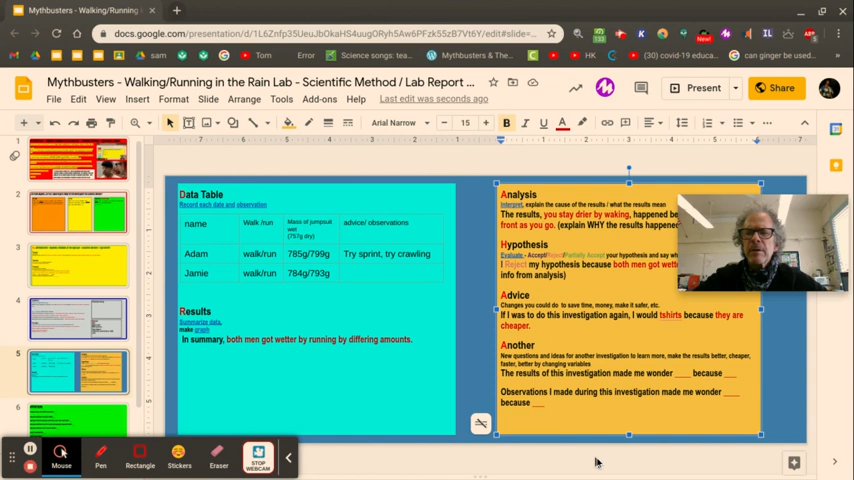 Mythbusters - Walking/Running i
docs.google.com/presentation/d/1L6Znfp35UeuJbOkaHS4uugORyh5Aw6PFzk55zB7Vt6Y/edit#slide=...
sam
Tom
Error
Science songs: tea...
Mythbusters & The...
HK
(30) covid-19 educa...
can ginger be used...
Mythbusters - Walking/Running in the Rain Lab - Scientific Method / Lab Report ...
Present
Share
File Edit View Insert Format Slide Arrange Tools Add-ons Help Last edit was seconds ago
Arial Narrow
15
B I U A
Data Table
Record each date and observation
name Walk /run Mass of jumpsuit wet (757g dry) advice/ observations
Adam walk/run 785g/799g Try sprint, try crawling
Jamie walk/run 784g/793g
Results
Summarize data,
make graph
In summary, both men got wetter by running by differing amounts.
Analysis
Interpret, explain the cause of the results / what the results mean
The results, you stay drier by waking, happened be
front as you go. (explain WHY the results happene
Hypothesis
Evaluate - Accept/Reject/Partially Accept your hypothesis and say w
I Reject my hypothesis because both men got wett
info from analysis)
Advice
Changes you could do to save time, money, make it safer, etc.
If I was to do this investigation again, I would tshirts because they are
cheaper.
Another
New questions and ideas for another investigation to learn more, make the results better, cheaper,
faster, better by changing variables
The results of this investigation made me wonder ____ because ___
Observations I made during this investigation made me wonder ____
because ___
1
2
3
4
5
6
Mouse
Pen
Rectangle
Stickers
Eraser
STOP
WEBCAM